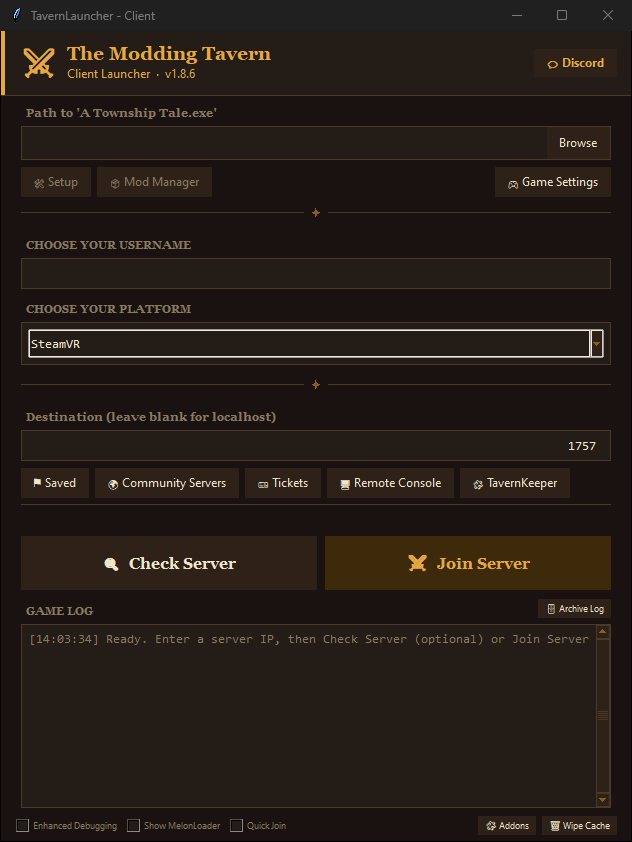 TavernLauncher - Client
The Modding Tavern
Client Launcher · v1.8.6
Discord
Path to 'A Township Tale.exe'
Browse
Setup
Mod Manager
Game Settings
CHOOSE YOUR USERNAME
CHOOSE YOUR PLATFORM
SteamVR
Destination (leave blank for localhost)
1757
Saved
Community Servers
Tickets
Remote Console
TavernKeeper
Check Server
Join Server
GAME LOG
Archive Log
[14:03:34] Ready. Enter a server IP, then Check Server (optional) or Join Server
Enhanced Debugging
Show MelonLoader
Quick Join
Addons
Wipe Cache